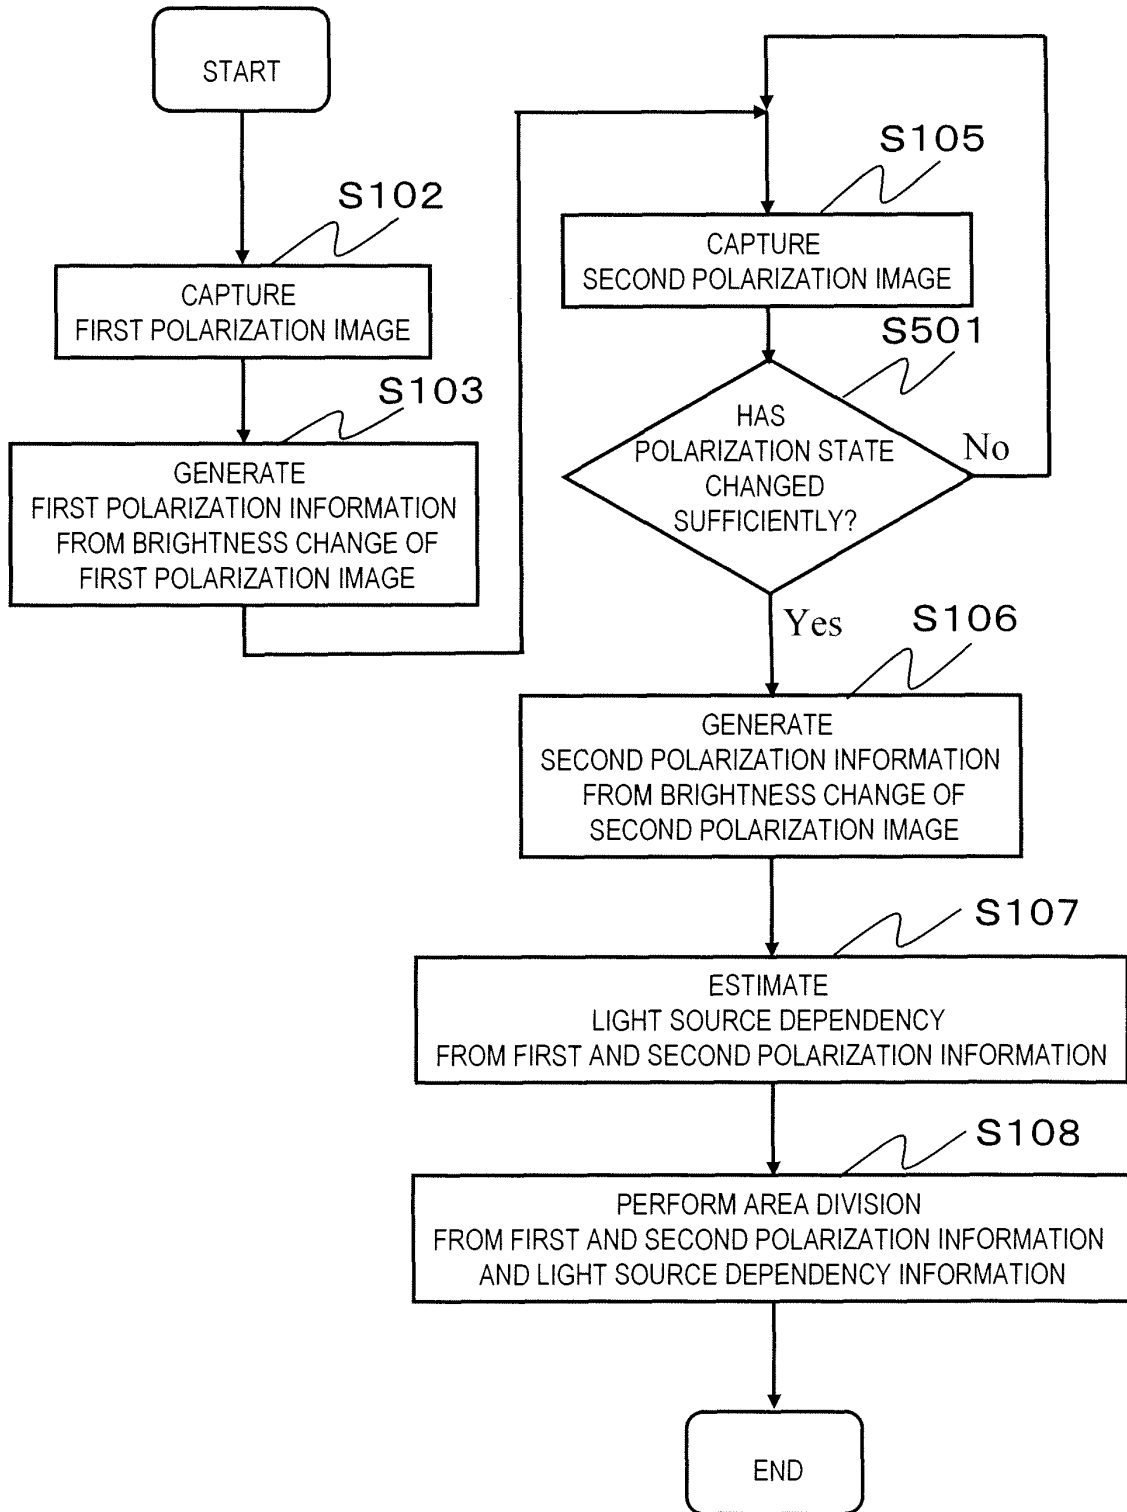 START
S102
CAPTURE
FIRST POLARIZATION IMAGE
S103
GENERATE
FIRST POLARIZATION INFORMATION
FROM BRIGHTNESS CHANGE OF
FIRST POLARIZATION IMAGE
S105
CAPTURE
SECOND POLARIZATION IMAGE
S501
HAS
POLARIZATION STATE
CHANGED
SUFFICIENTLY?
No
Yes
S106
GENERATE
SECOND POLARIZATION INFORMATION
FROM BRIGHTNESS CHANGE OF
SECOND POLARIZATION IMAGE
S107
ESTIMATE
LIGHT SOURCE DEPENDENCY
FROM FIRST AND SECOND POLARIZATION INFORMATION
S108
PERFORM AREA DIVISION
FROM FIRST AND SECOND POLARIZATION INFORMATION
AND LIGHT SOURCE DEPENDENCY INFORMATION
END